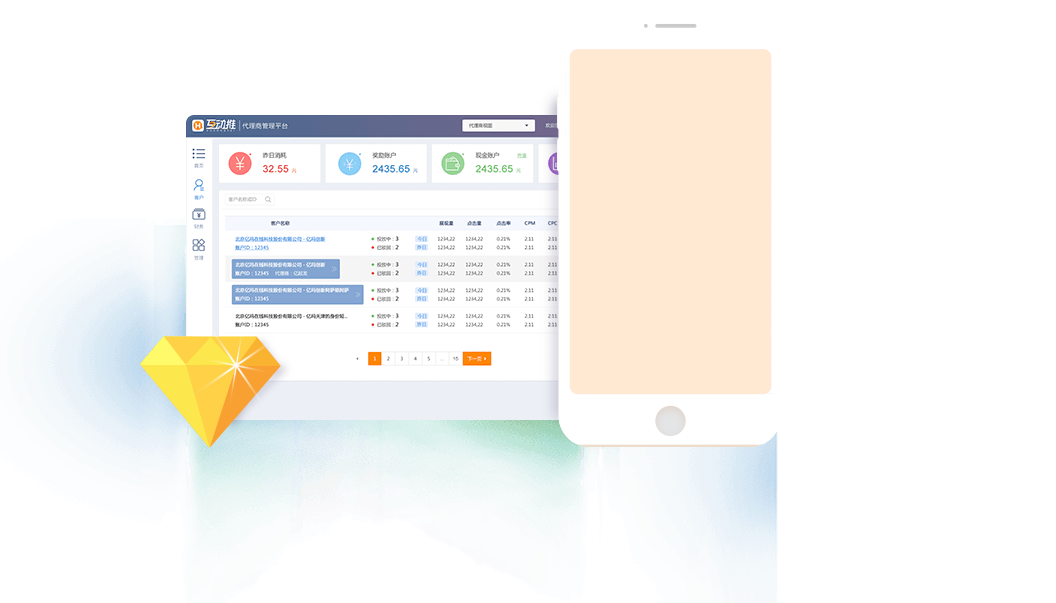 互动推 代理商管理平台
代理商视图
欢迎
昨日消耗
32.55 元
奖励账户
2435.65 元
现金账户 充值
2435.65 元
首页
客户
财务
管理
客户名称或ID
客户名称 展现量 点击量 点击率 CPM CPC
北京亿玛在线科技股份有限公司 - 亿玛创新 投放中：3 今日 1234,22 1234,22 0.21% 2.11 2.11
账户ID：12345 已驳回：2 昨日 1234,22 1234,22 0.21% 2.11 2.11
北京亿玛在线科技股份有限公司 - 亿玛创新 投放中：3 今日 1234,22 1234,22 0.21% 2.11 2.11
账户ID：12345 代理商：亿起发 已驳回：2 昨日 1234,22 1234,22 0.21% 2.11 2.11
北京亿玛在线科技股份有限公司 - 亿玛创新 投放中：3 今日 1234,22 1234,22 0.21% 2.11 2.11
账户ID：12345 已驳回：2 昨日 1234,22 1234,22 0.21% 2.11 2.11
北京亿玛在线科技股份有限公司 - 亿玛天津的身份知... 投放中：3 今日 1234,22 1234,22 0.21% 2.11 2.11
账户ID：12345 已驳回：2 昨日 1234,22 1234,22 0.21% 2.11 2.11
1 2 3 4 5 ... 15 下一页